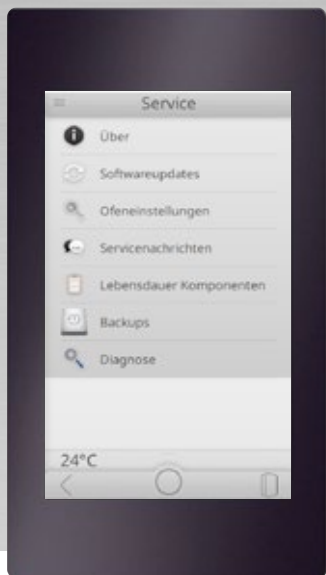 Service
Über
Softwareupdates
Ofeneinstellungen
Servicenachrichten
Lebensdauer Komponenten
Backups
Diagnose
24°C